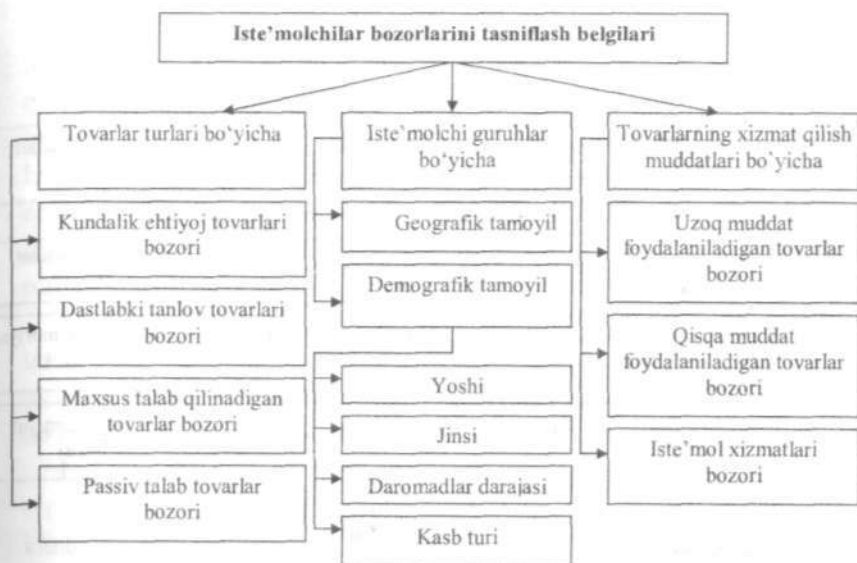 Iste’molchilar bozorlarini tasniflash belgilari
Tovarlar turlari bo‘yicha
Kundalik ehtiyoj tovarlari
bozori
Dastlabki tanlov tovarlari
bozori
Maxsus talab qilinadigan
tovarlar bozori
Passiv talab tovarlar
bozori
Iste’molchi guruhlar
bo‘yicha
Geografik tamoyil
Demografik tamoyil
Yoshi
Jinsi
Daromadlar darajasi
Kasb turi
Tovarlarning xizmat qilish
muddatlari bo‘yicha
Uzoq muddat
foydalaniladigan tovarlar
bozori
Qisqa muddat
foydalaniladigan tovarlar
bozori
Iste’mol xizmatlari
bozori